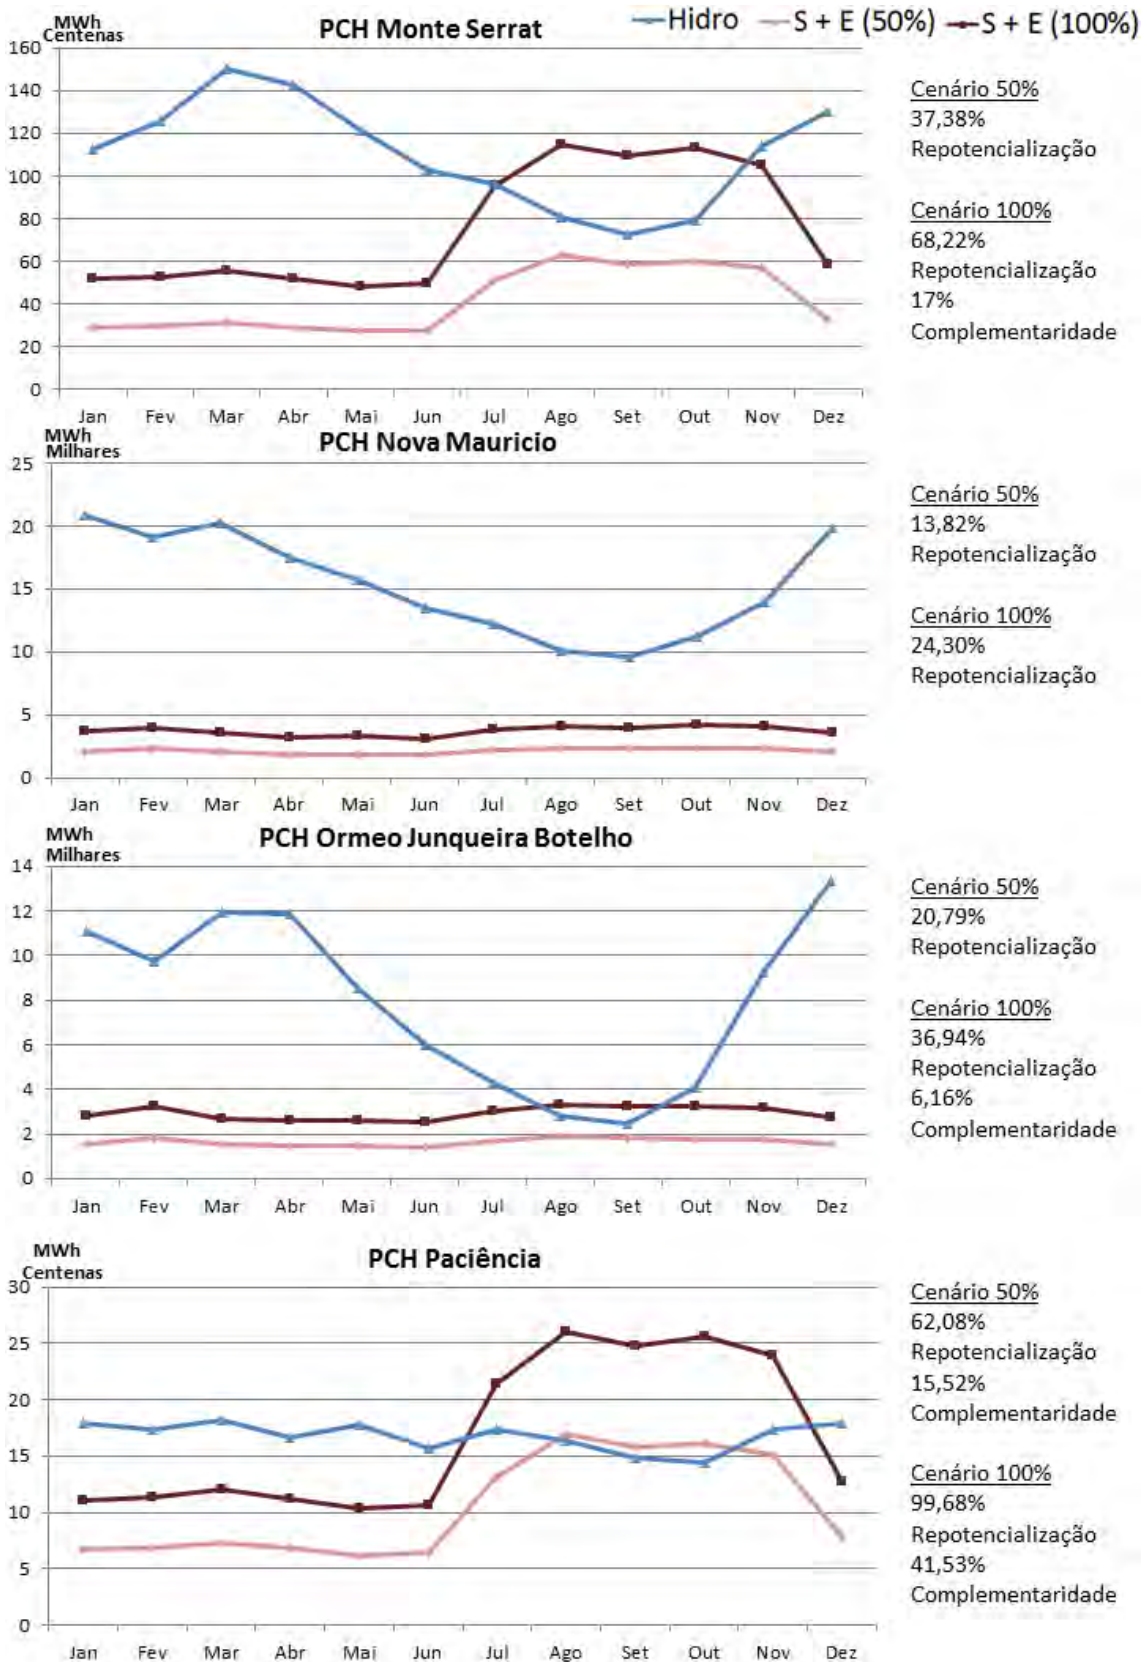 MWh
Centenas
PCH Monte Serrat
Hidro
S + E (50%)
S + E (100%)
160
140
120
100
80
60
40
20
0
Jan Fev Mar Abr Mai Jun Jul Ago Set Out Nov Dez
Cenário 50%
37,38%
Repotencialização
Cenário 100%
68,22%
Repotencialização
17%
Complementaridade
MWh
Milhares
PCH Nova Mauricio
25
20
15
10
5
0
Jan Fev Mar Abr Mai Jun Jul Ago Set Out Nov Dez
Cenário 50%
13,82%
Repotencialização
Cenário 100%
24,30%
Repotencialização
MWh
Milhares
PCH Ormeo Junqueira Botelho
14
12
10
8
6
4
2
0
Jan Fev Mar Abr Mai Jun Jul Ago Set Out Nov Dez
Cenário 50%
20,79%
Repotencialização
Cenário 100%
36,94%
Repotencialização
6,16%
Complementaridade
MWh
Centenas
PCH Paciência
30
25
20
15
10
5
0
Jan Fev Mar Abr Mai Jun Jul Ago Set Out Nov Dez
Cenário 50%
62,08%
Repotencialização
15,52%
Complementaridade
Cenário 100%
99,68%
Repotencialização
41,53%
Complementaridade